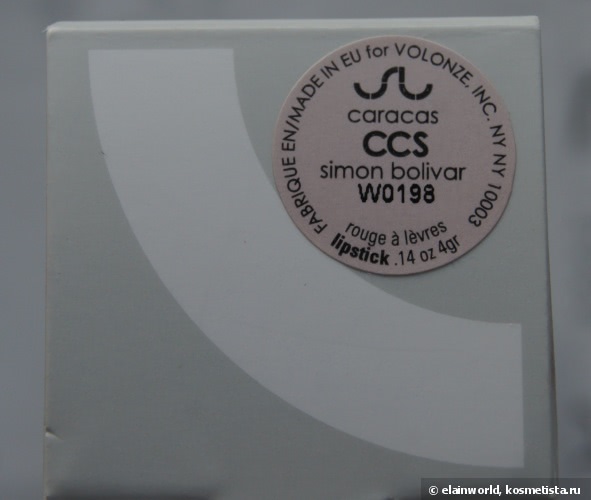 FABRIQUE EN/MADE IN EU for VOLONZE, INC. NY NY 10003
caracas
CCS
simon bolivar
W0198
rouge à lèvres
lipstick .14 oz 4gr
© elainworld, kosmetista.ru